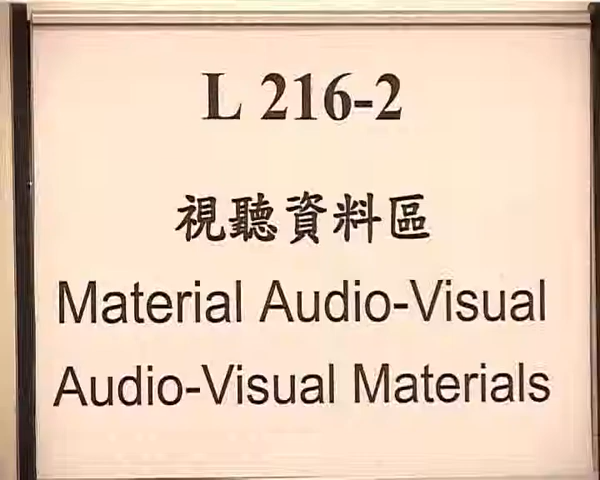 L 216-2
視聽資料區
Material Audio-Visual
Audio-Visual Materials